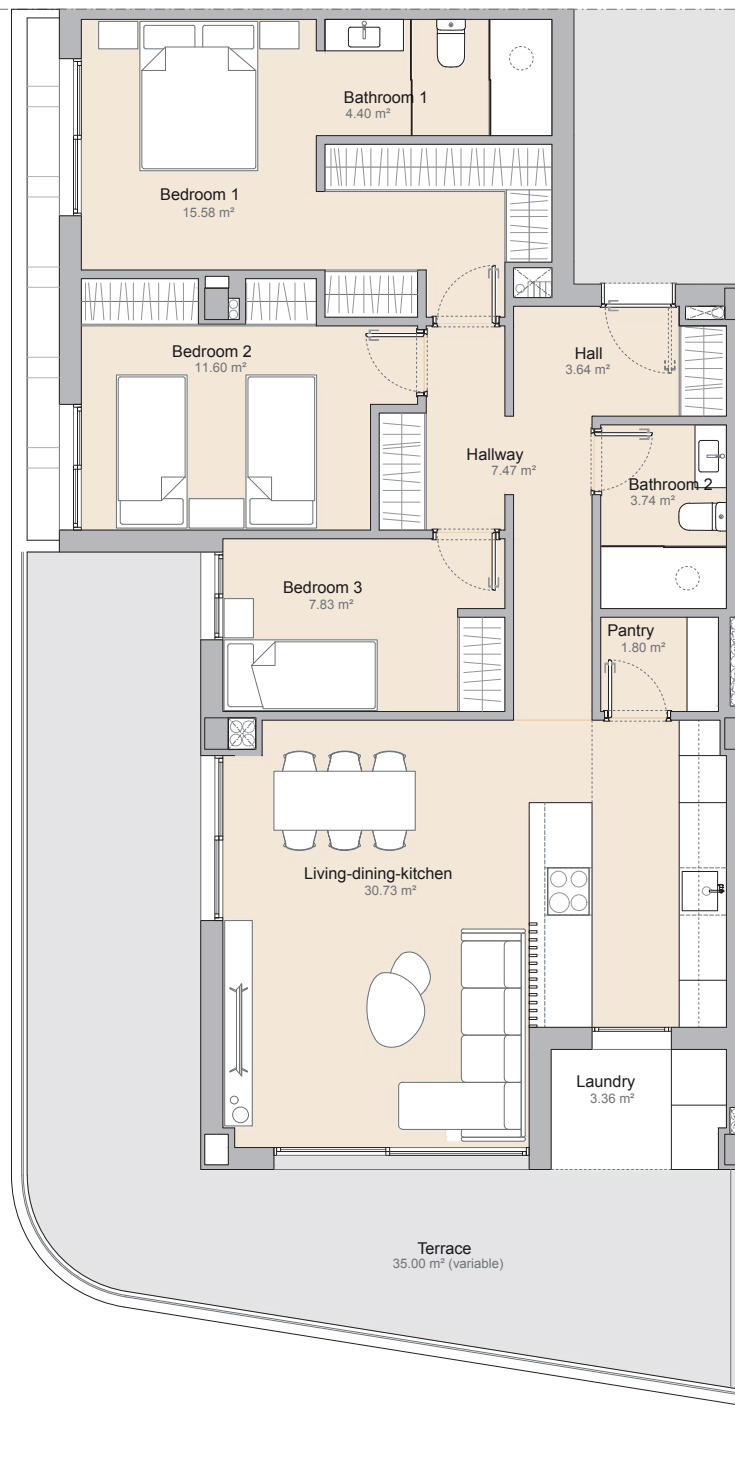 Bathroom 1
4.40 m²
Bedroom 1
15.58 m²
Bedroom 2
11.60 m²
Hall
3.64 m²
Hallway
7.47 m²
Bathroom 2
3.74 m²
Bedroom 3
7.83 m²
Pantry
1.80 m²
Living-dining-kitchen
30.73 m²
Laundry
3.36 m²
Terrace
35.00 m² (variable)